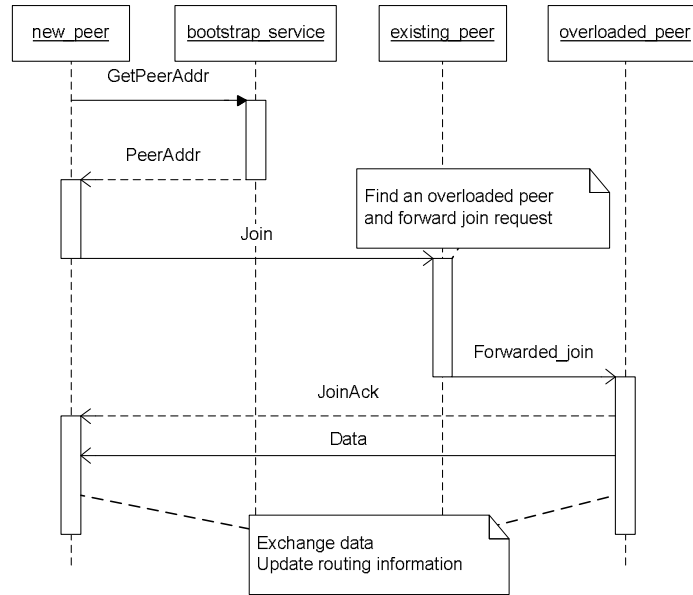 new_peer
bootstrap_service
existing_peer
overloaded_peer
GetPeerAddr
PeerAddr
Find an overloaded peer
and forward join request
Join
Forwarded_join
JoinAck
Data
Exchange data
Update routing information